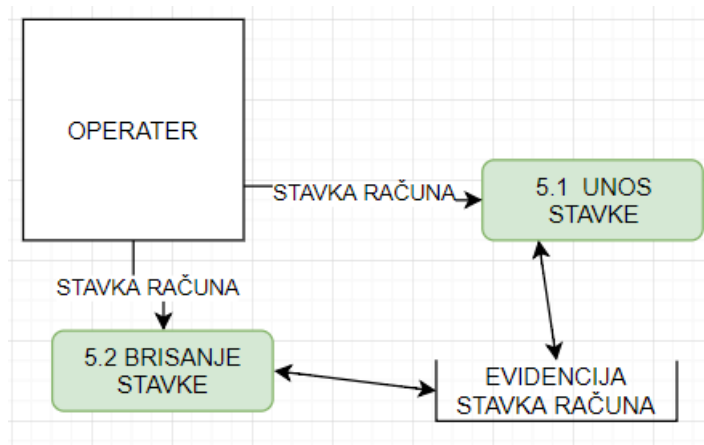 OPERATER
STAVKA RAČUNA
5.1 UNOS
STAVKE
STAVKA RAČUNA
5.2 BRISANJE
STAVKE
EVIDENCIJA
STAVKA RAČUNA